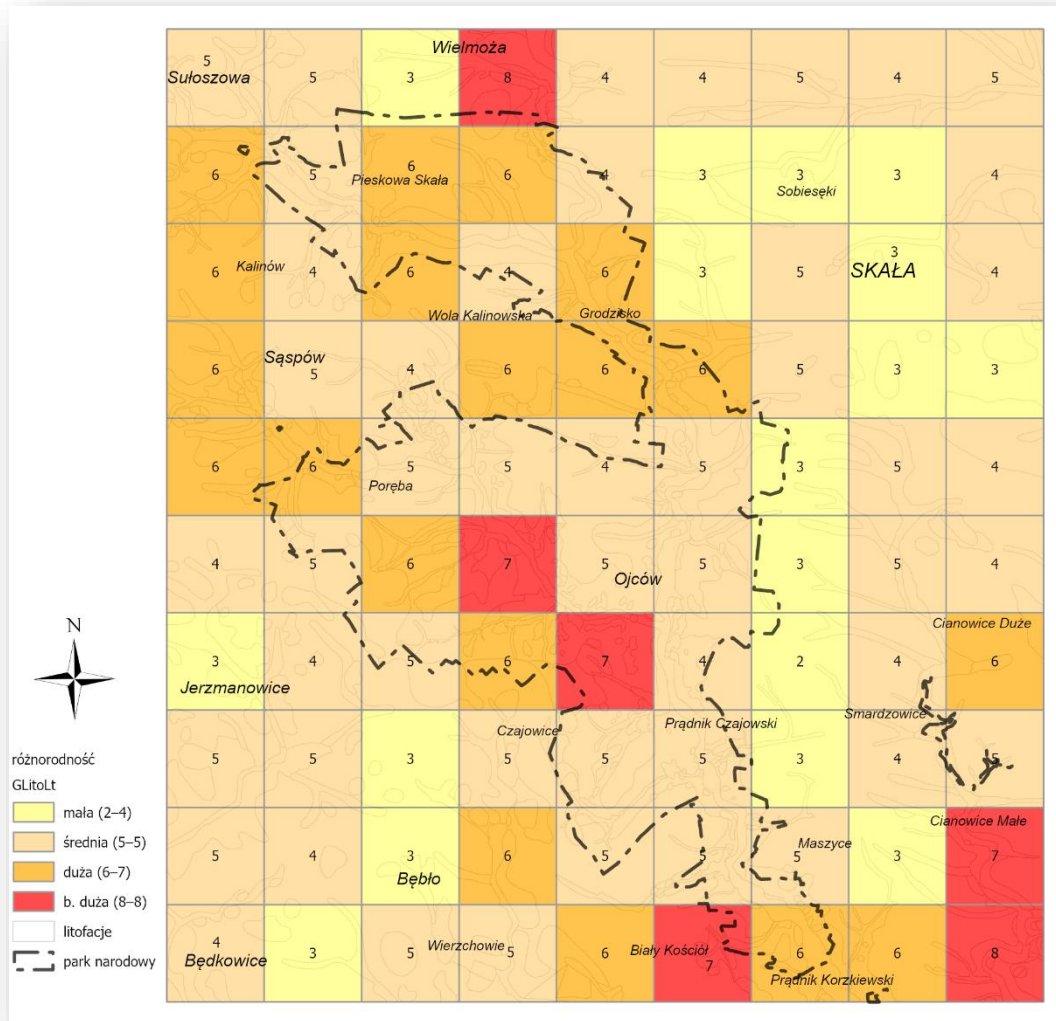 Wielmoża
5 5 3 8 4 4 5 4 5
Sułoszowa
6 5 6 6 4 3 3 3 4
Pieskowa Skała Sobiesęki
6 4 6 4 6 3 5 3 4
Kalinów SKAŁA
Wola Kalinowska Grodzisko
Sąspów
6 5 4 6 6 6 5 3 3
6 6 5 5 4 5 3 5 4
Poręba
4 5 6 7 5 5 3 5 4
Ojców
Cianowice Duże
N
3 4 5 6 7 4 2 4 6
Jerzmanowice
Smardzowice
Czajowice Prądnik Czajowski
5 5 3 5 5 5 3 4 5
różnorodność
GLitoLt
mała (2–4)
średnia (5–5)
duża (6–7)
b. duża (8–8)
litofacje
park narodowy
Cianowice Małe
Maszyce
5 4 3 6 5 5 5 3 7
Bębło
4 3 5 5 6 7 6 6 8
Będkowice Wierzchowie Biały Kościół
Prądnik Korzkiewski